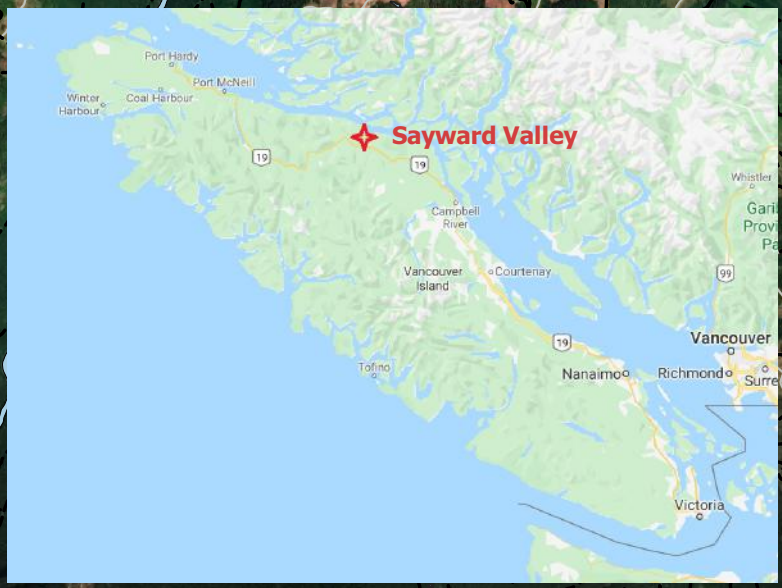 Port Hardy
Port McNeill
Winter
Harbour
Coal Harbour
Sayward Valley
19
19
Whistler
Campbell
River
Gari
Provi
Pa
Vancouver
Island
Courtenay
99
19
Vancouver
Tofino
Nanaimo
Richmond
Surre
Victoria